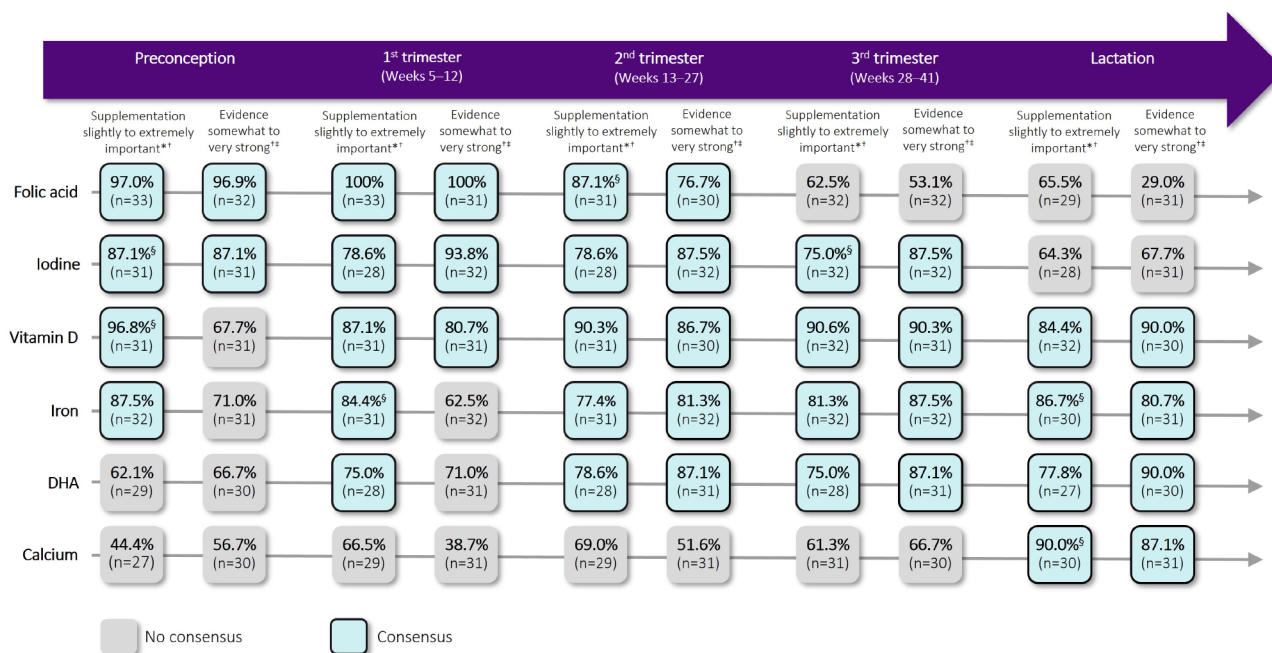 Preconception
1st trimester
(Weeks 5–12)
2nd trimester
(Weeks 13–27)
3rd trimester
(Weeks 28–41)
Lactation
Supplementation slightly to extremely important*† Evidence somewhat to very strong†‡ Supplementation slightly to extremely important*† Evidence somewhat to very strong†‡ Supplementation slightly to extremely important*† Evidence somewhat to very strong†‡ Supplementation slightly to extremely important*† Evidence somewhat to very strong†‡ Supplementation slightly to extremely important*† Evidence somewhat to very strong†‡
Folic acid
97.0% 96.9% 100% 100% 87.1%§ 76.7% 62.5% 53.1% 65.5% 29.0%
(n=33) (n=32) (n=33) (n=31) (n=31) (n=30) (n=32) (n=32) (n=29) (n=31)
Iodine
87.1%§ 87.1% 78.6% 93.8% 78.6% 87.5% 75.0%§ 87.5% 64.3% 67.7%
(n=31) (n=31) (n=28) (n=32) (n=28) (n=32) (n=32) (n=32) (n=28) (n=31)
Vitamin D
96.8%§ 67.7% 87.1% 80.7% 90.3% 86.7% 90.6% 90.3% 84.4% 90.0%
(n=31) (n=31) (n=31) (n=31) (n=31) (n=30) (n=32) (n=31) (n=32) (n=30)
Iron
87.5% 71.0% 84.4%§ 62.5% 77.4% 81.3% 81.3% 87.5% 86.7%§ 80.7%
(n=32) (n=31) (n=31) (n=32) (n=31) (n=32) (n=32) (n=32) (n=30) (n=31)
DHA
62.1% 66.7% 75.0% 71.0% 78.6% 87.1% 75.0% 87.1% 77.8% 90.0%
(n=29) (n=30) (n=28) (n=31) (n=28) (n=31) (n=28) (n=31) (n=27) (n=30)
Calcium
44.4% 56.7% 66.5% 38.7% 69.0% 51.6% 61.3% 66.7% 90.0%§ 87.1%
(n=27) (n=30) (n=29) (n=31) (n=29) (n=31) (n=31) (n=30) (n=30) (n=31)
No consensus
Consensus